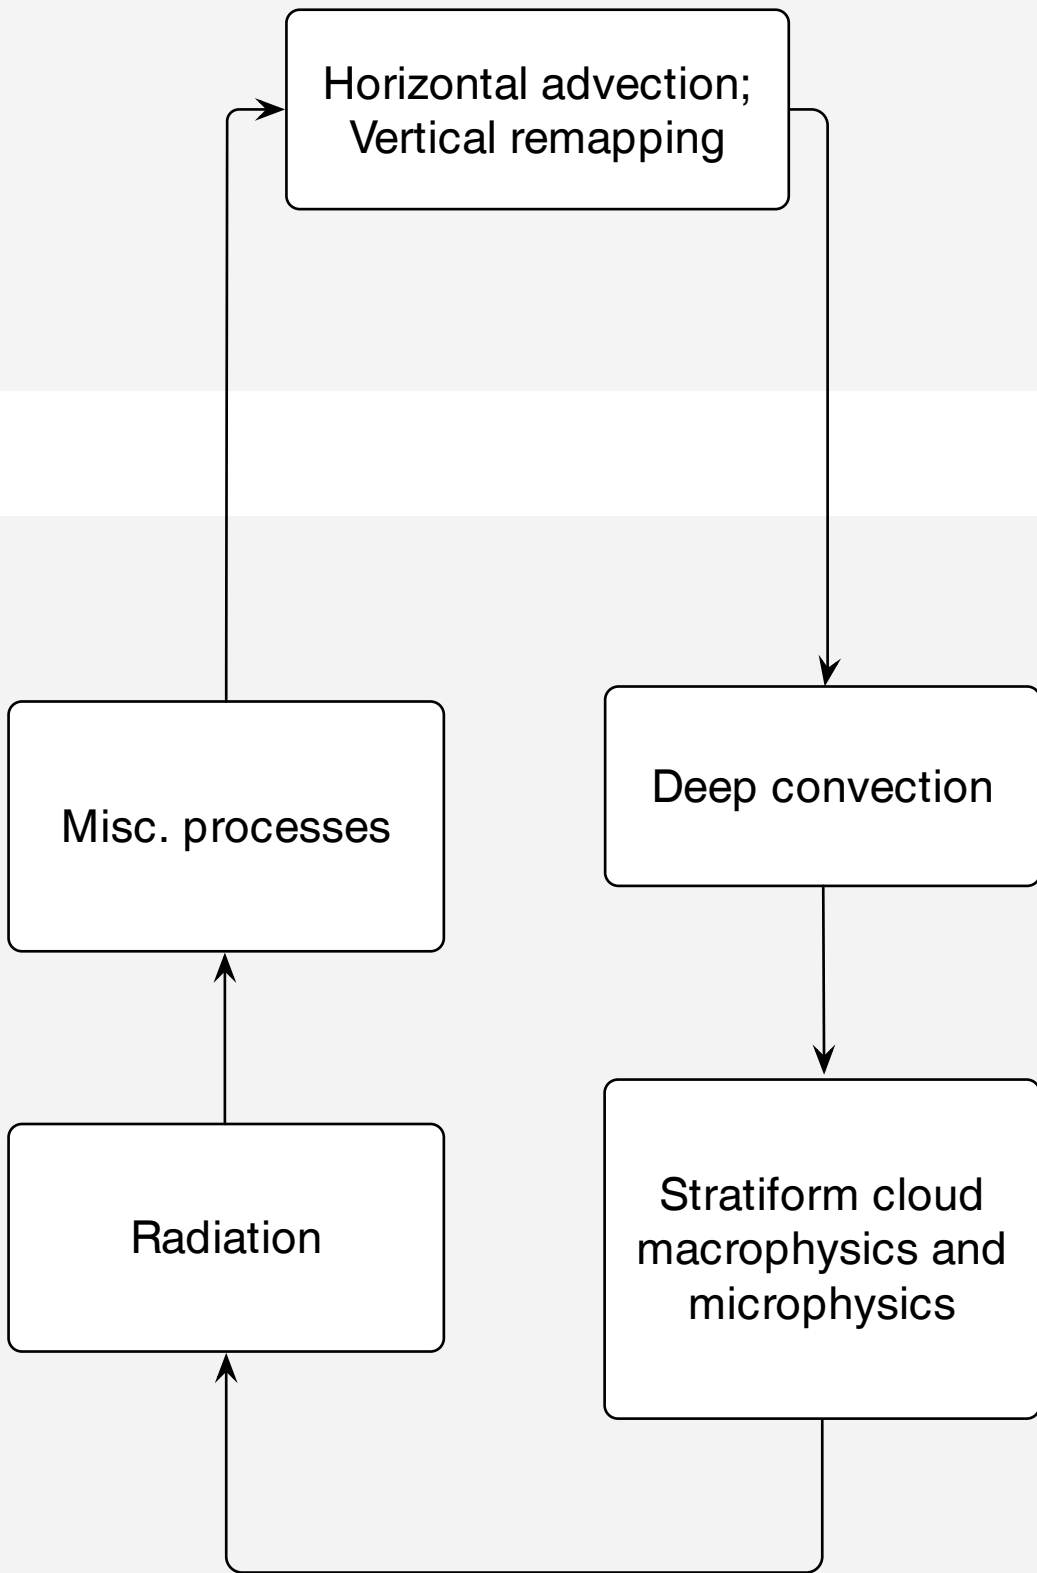 Horizontal advection;
Vertical remapping
Deep convection
Misc. processes
Stratiform cloud
macrophysics and
microphysics
Radiation